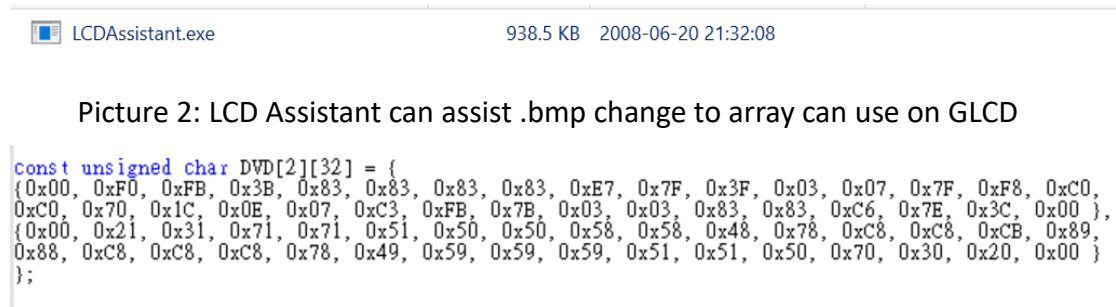 LCDAssistant.exe 938.5 KB 2008-06-20 21:32:08
Picture 2: LCD Assistant can assist .bmp change to array can use on GLCD
const unsigned char DVD[2][32] = {
{0x00, 0xF0, 0xFB, 0x3B, 0x83, 0x83, 0x83, 0x83, 0xE7, 0x7F, 0x3F, 0x03, 0x07, 0x7F, 0xF8, 0xC0,
0xC0, 0x70, 0x1C, 0x0E, 0x07, 0xC3, 0xFB, 0x7B, 0x03, 0x03, 0x83, 0x83, 0xC6, 0x7E, 0x3C, 0x00 },
{0x00, 0x21, 0x31, 0x71, 0x71, 0x51, 0x50, 0x50, 0x58, 0x58, 0x48, 0x78, 0xC8, 0xC8, 0xCB, 0x89,
0x88, 0xC8, 0xC8, 0xC8, 0x78, 0x49, 0x59, 0x59, 0x59, 0x51, 0x51, 0x50, 0x70, 0x30, 0x20, 0x00 }
};